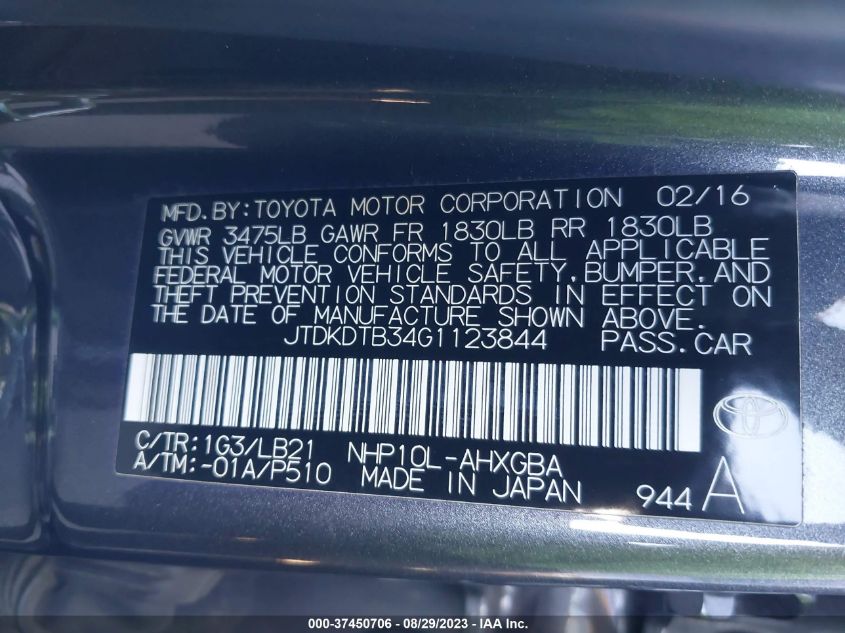 MFD. BY: TOYOTA MOTOR CORPORATION 02/16
GVWR 3475LB GAWR FR 1830LB RR 1830LB
THIS VEHICLE CONFORMS TO ALL APPLICABLE
FEDERAL MOTOR VEHICLE SAFETY, BUMPER, AND
THEFT PREVENTION STANDARDS IN EFFECT ON
THE DATE OF MANUFACTURE SHOWN ABOVE.
JTDKDTB34G1123844 PASS. CAR
C/TR: 1G3/LB21 NHP10L-AHXGBA
A/TM: -01A/P510 MADE IN JAPAN 944 A
000-37450706 - 08/29/2023 - IAA Inc.